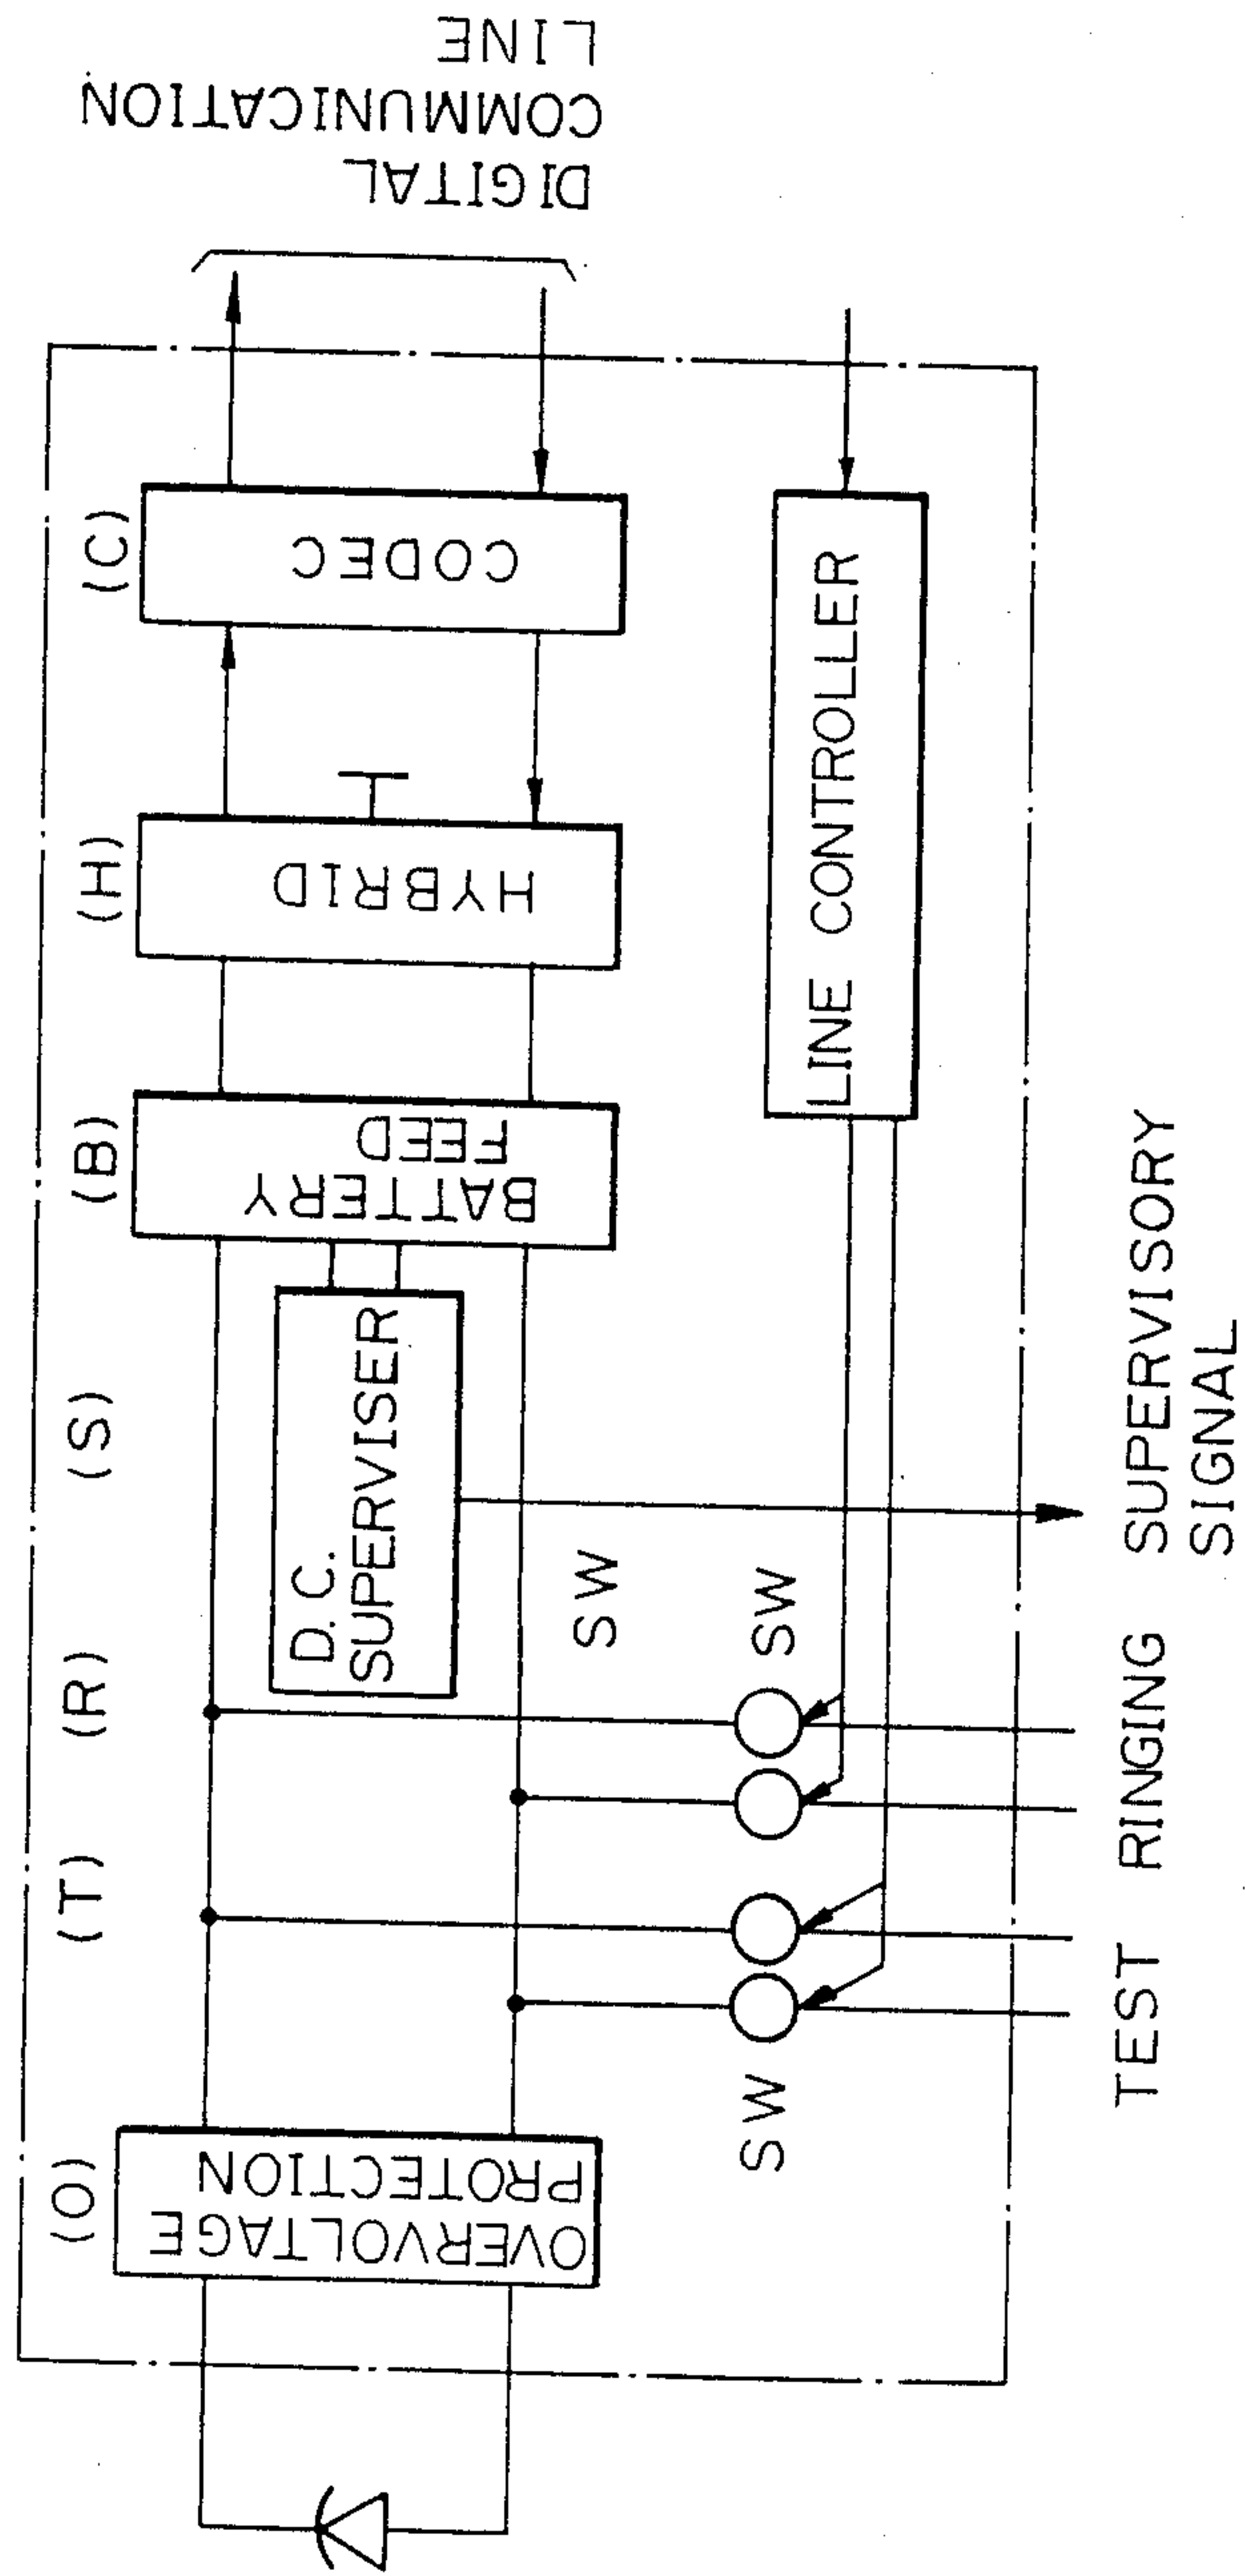 (O)
(T)
(R)
(S)
(B)
(H)
(C)
OVERVOLTAGE
PROTECTION
D. C.
SUPERVISER
BATTERY
FEED
HYBRID
CODEC
DIGITAL
COMMUNICATION
LINE
SW
SW
SW
LINE CONTROLLER
TEST
RINGING
SUPERVISORY
SIGNAL